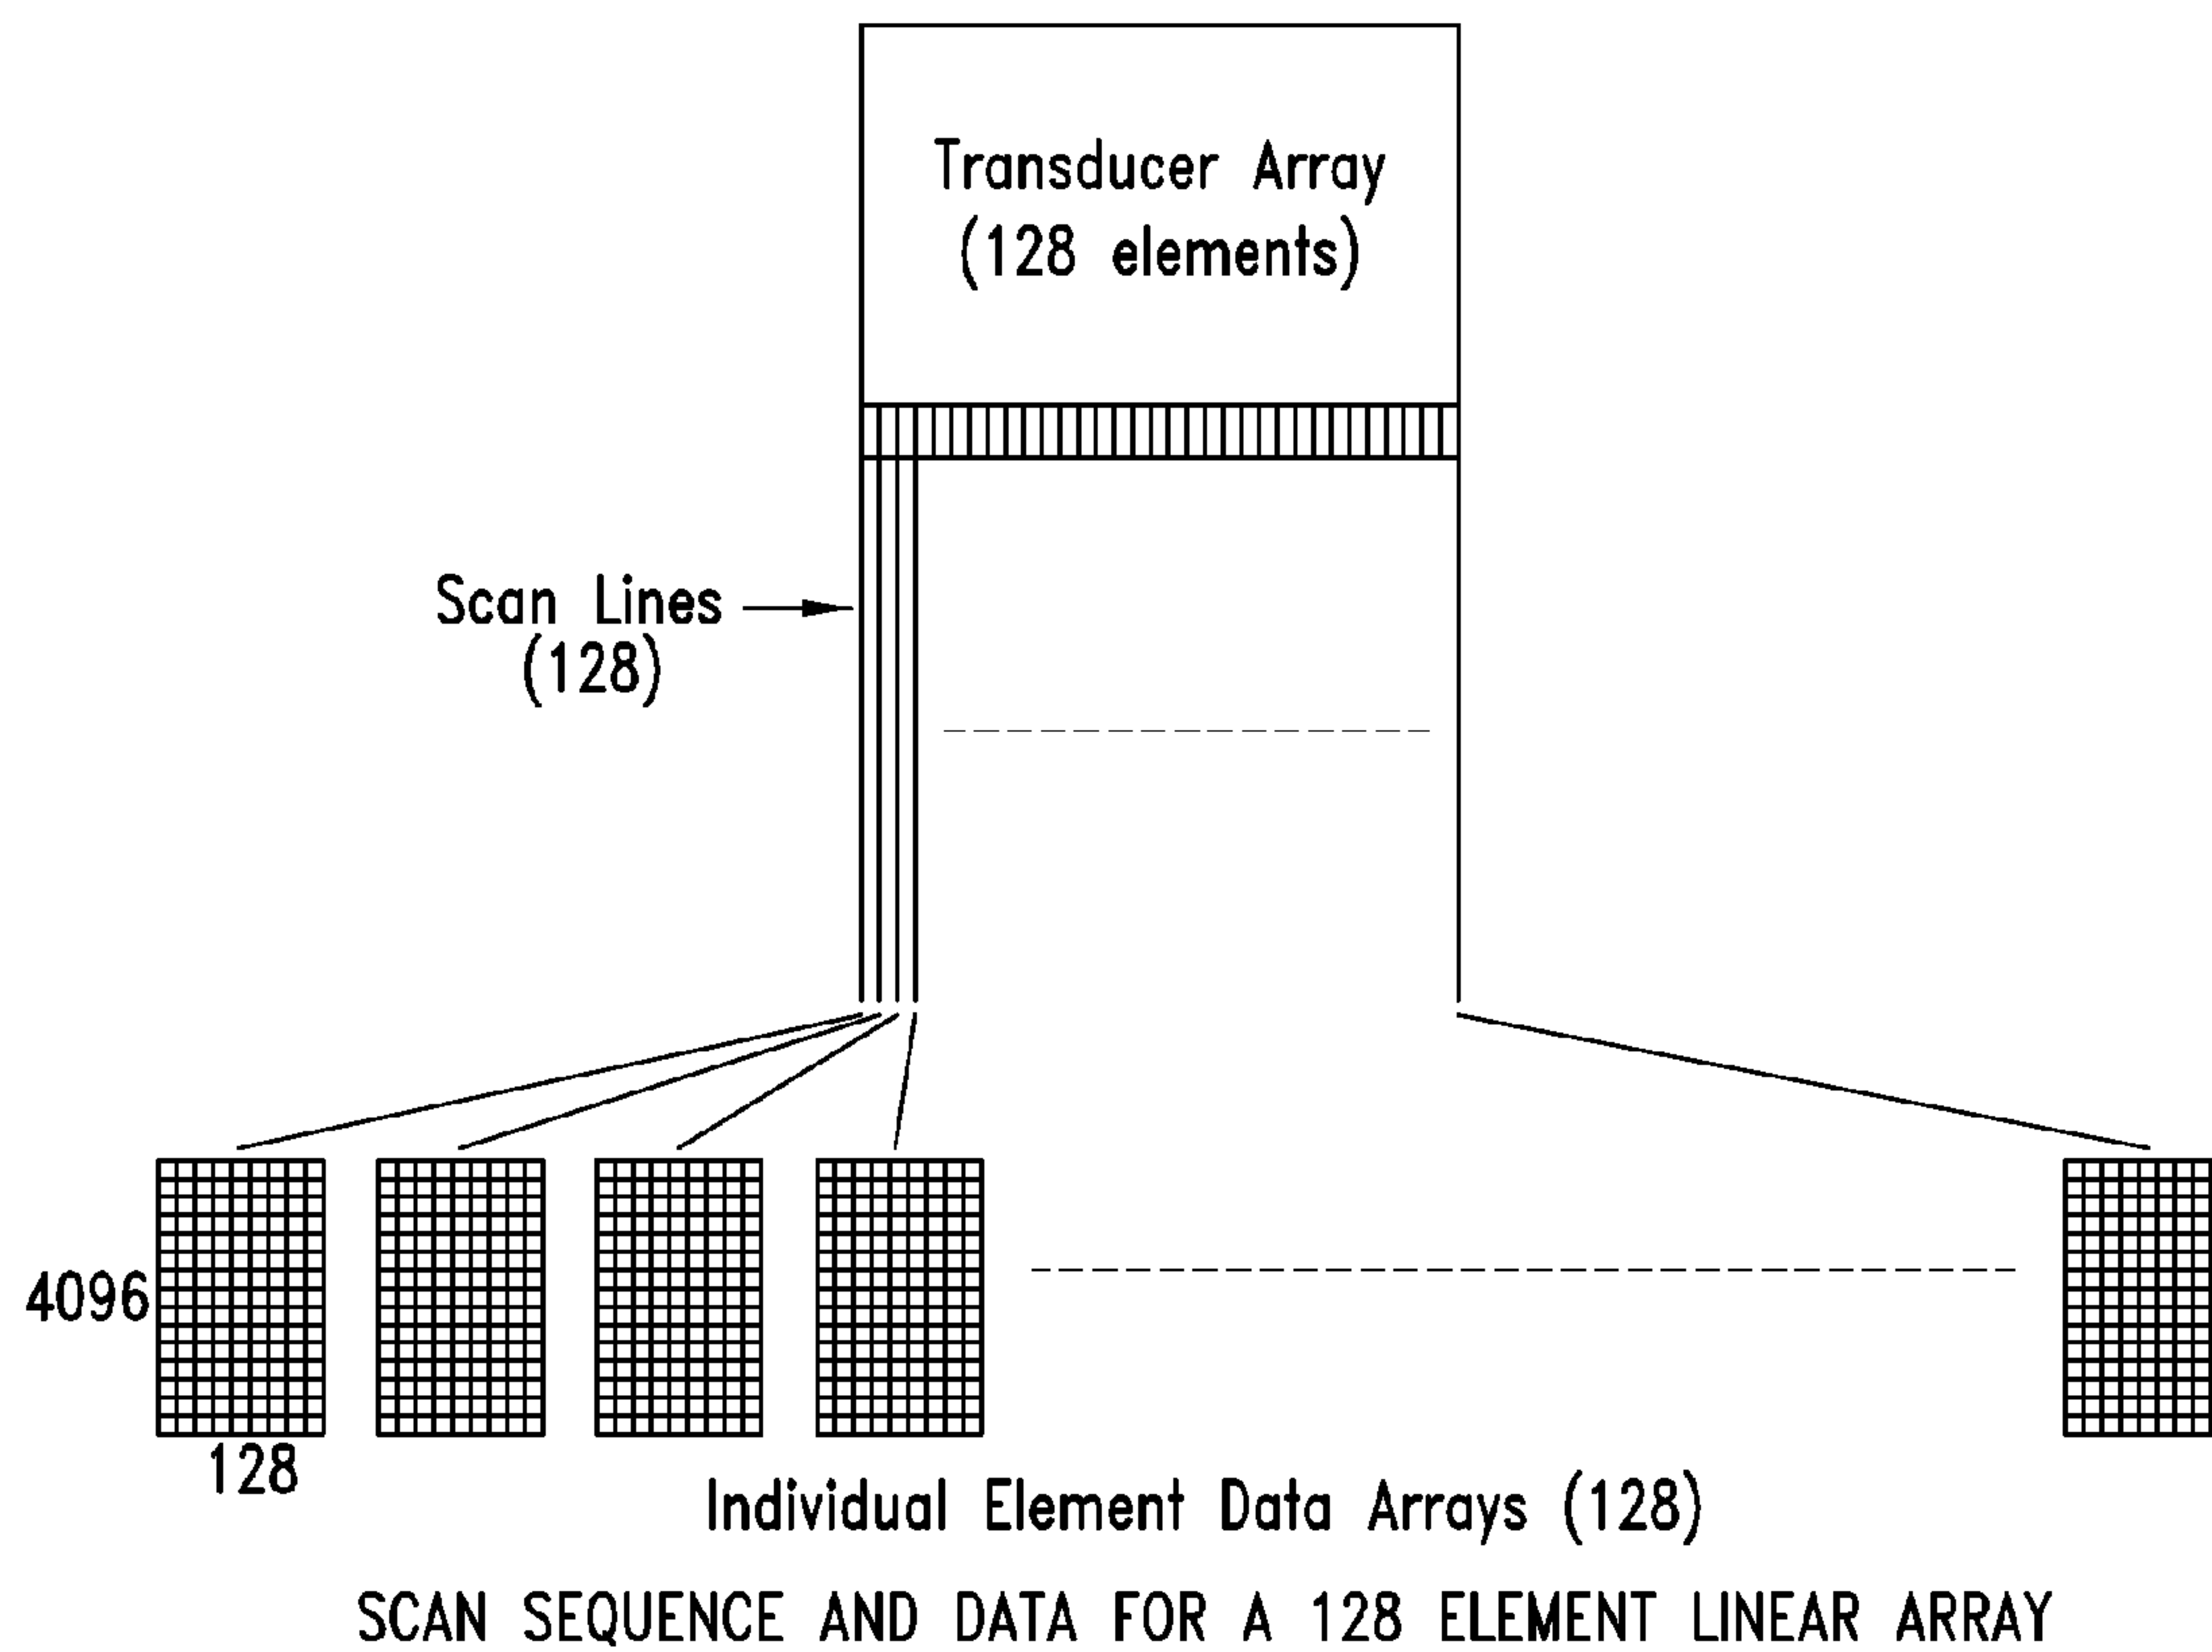 Transducer Array
(128 elements)
Scan Lines
(128)
4096
128
Individual Element Data Arrays (128)
SCAN SEQUENCE AND DATA FOR A 128 ELEMENT LINEAR ARRAY